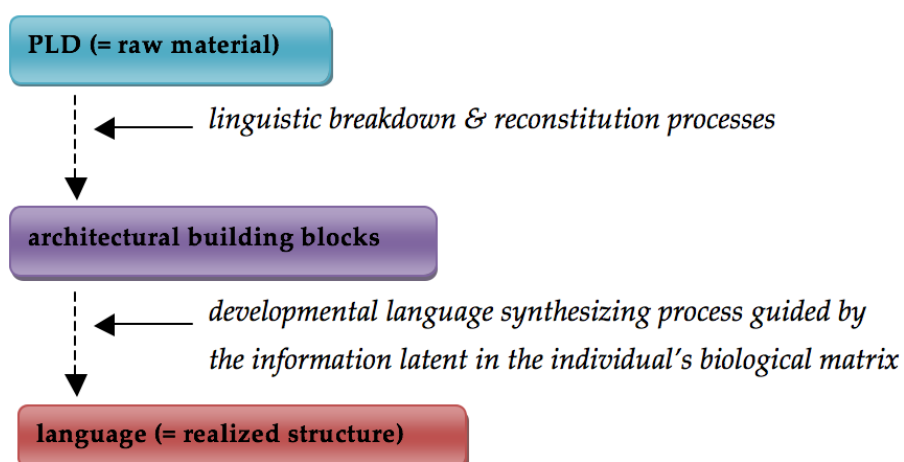 PLD (= raw material)
linguistic breakdown & reconstitution processes
architectural building blocks
developmental language synthesizing process guided by
the information latent in the individual's biological matrix
language (= realized structure)